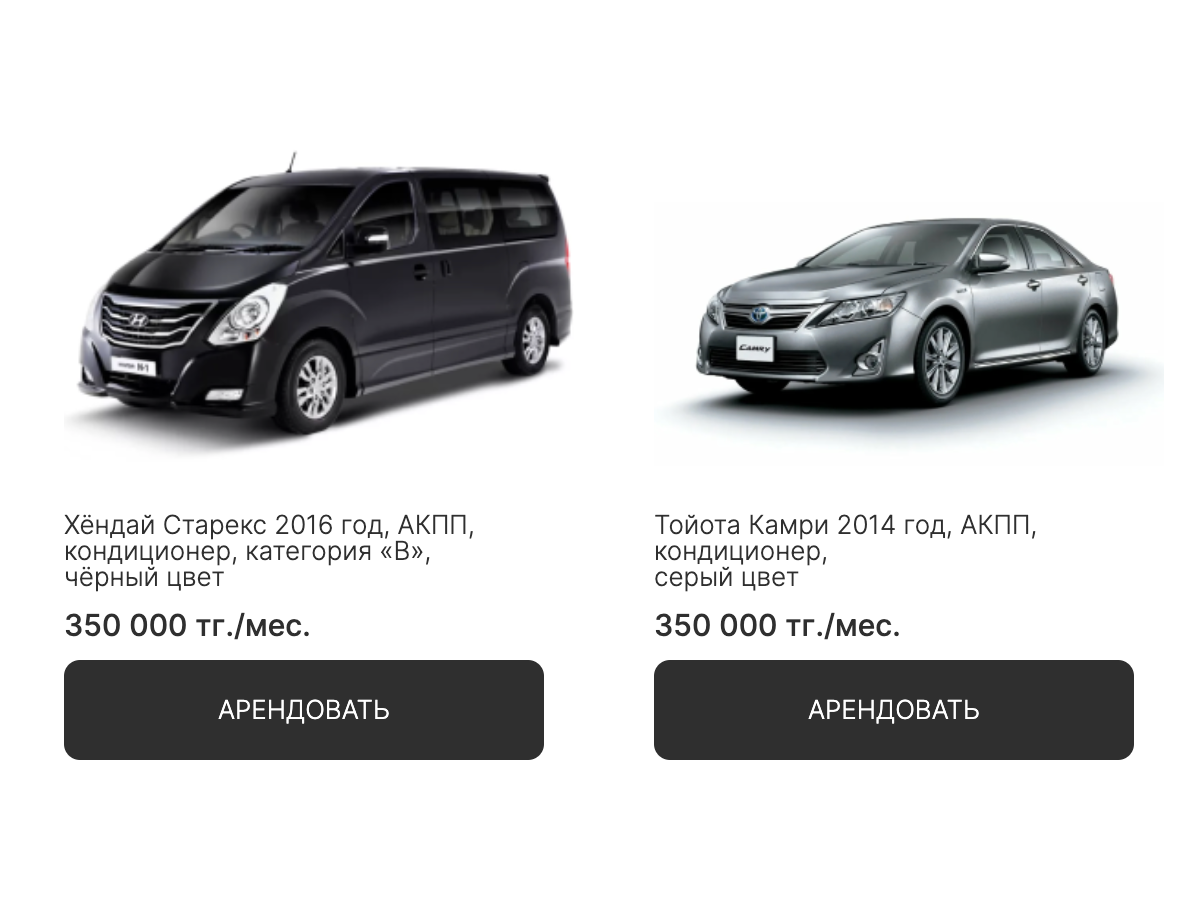 Хёндай Старекс 2016 год, АКПП,
кондиционер, категория «В»,
чёрный цвет
350 000 тг./мес.
АРЕНДОВАТЬ
CAMRY
Тойота Камри 2014 год, АКПП,
кондиционер,
серый цвет
350 000 тг./мес.
АРЕНДОВАТЬ